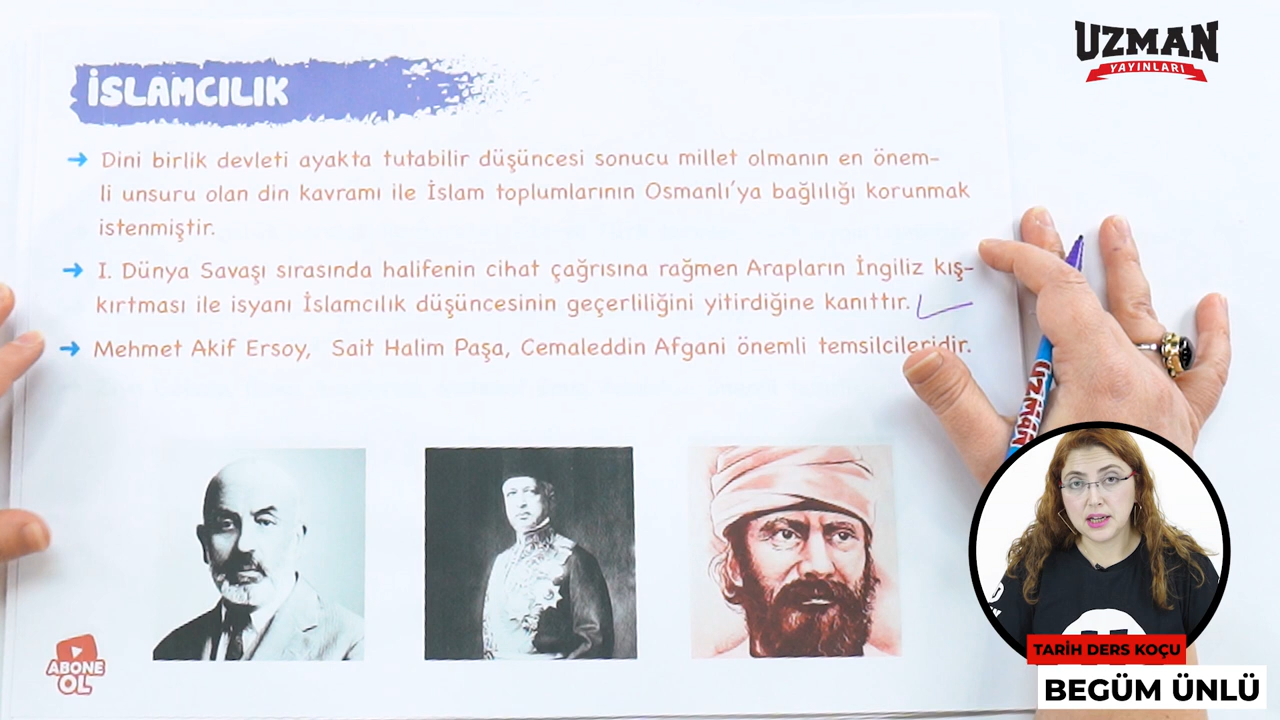 UZMAN
YAYINLARI
İSLAMCILIK
Dini birlik devleti ayakta tutabilir düşüncesi sonucu millet olmanın en önem-
li unsuru olan din kavramı ile İslam toplumlarının Osmanlı'ya bağlılığı korunmak
istenmiştir.
I. Dünya Savaşı sırasında halifenin cihat çağrısına rağmen Arapların İngiliz kış-
kırtması ile isyanı İslamcılık düşüncesinin geçerliliğini yitirdiğine kanıttır.
Mehmet Akif Ersoy, Sait Halim Paşa, Cemaleddin Afgani önemli temsilcileridir.
UZMAN
ABONE
OL
TARİH DERS KOÇU
BEGÜM ÜNLÜ